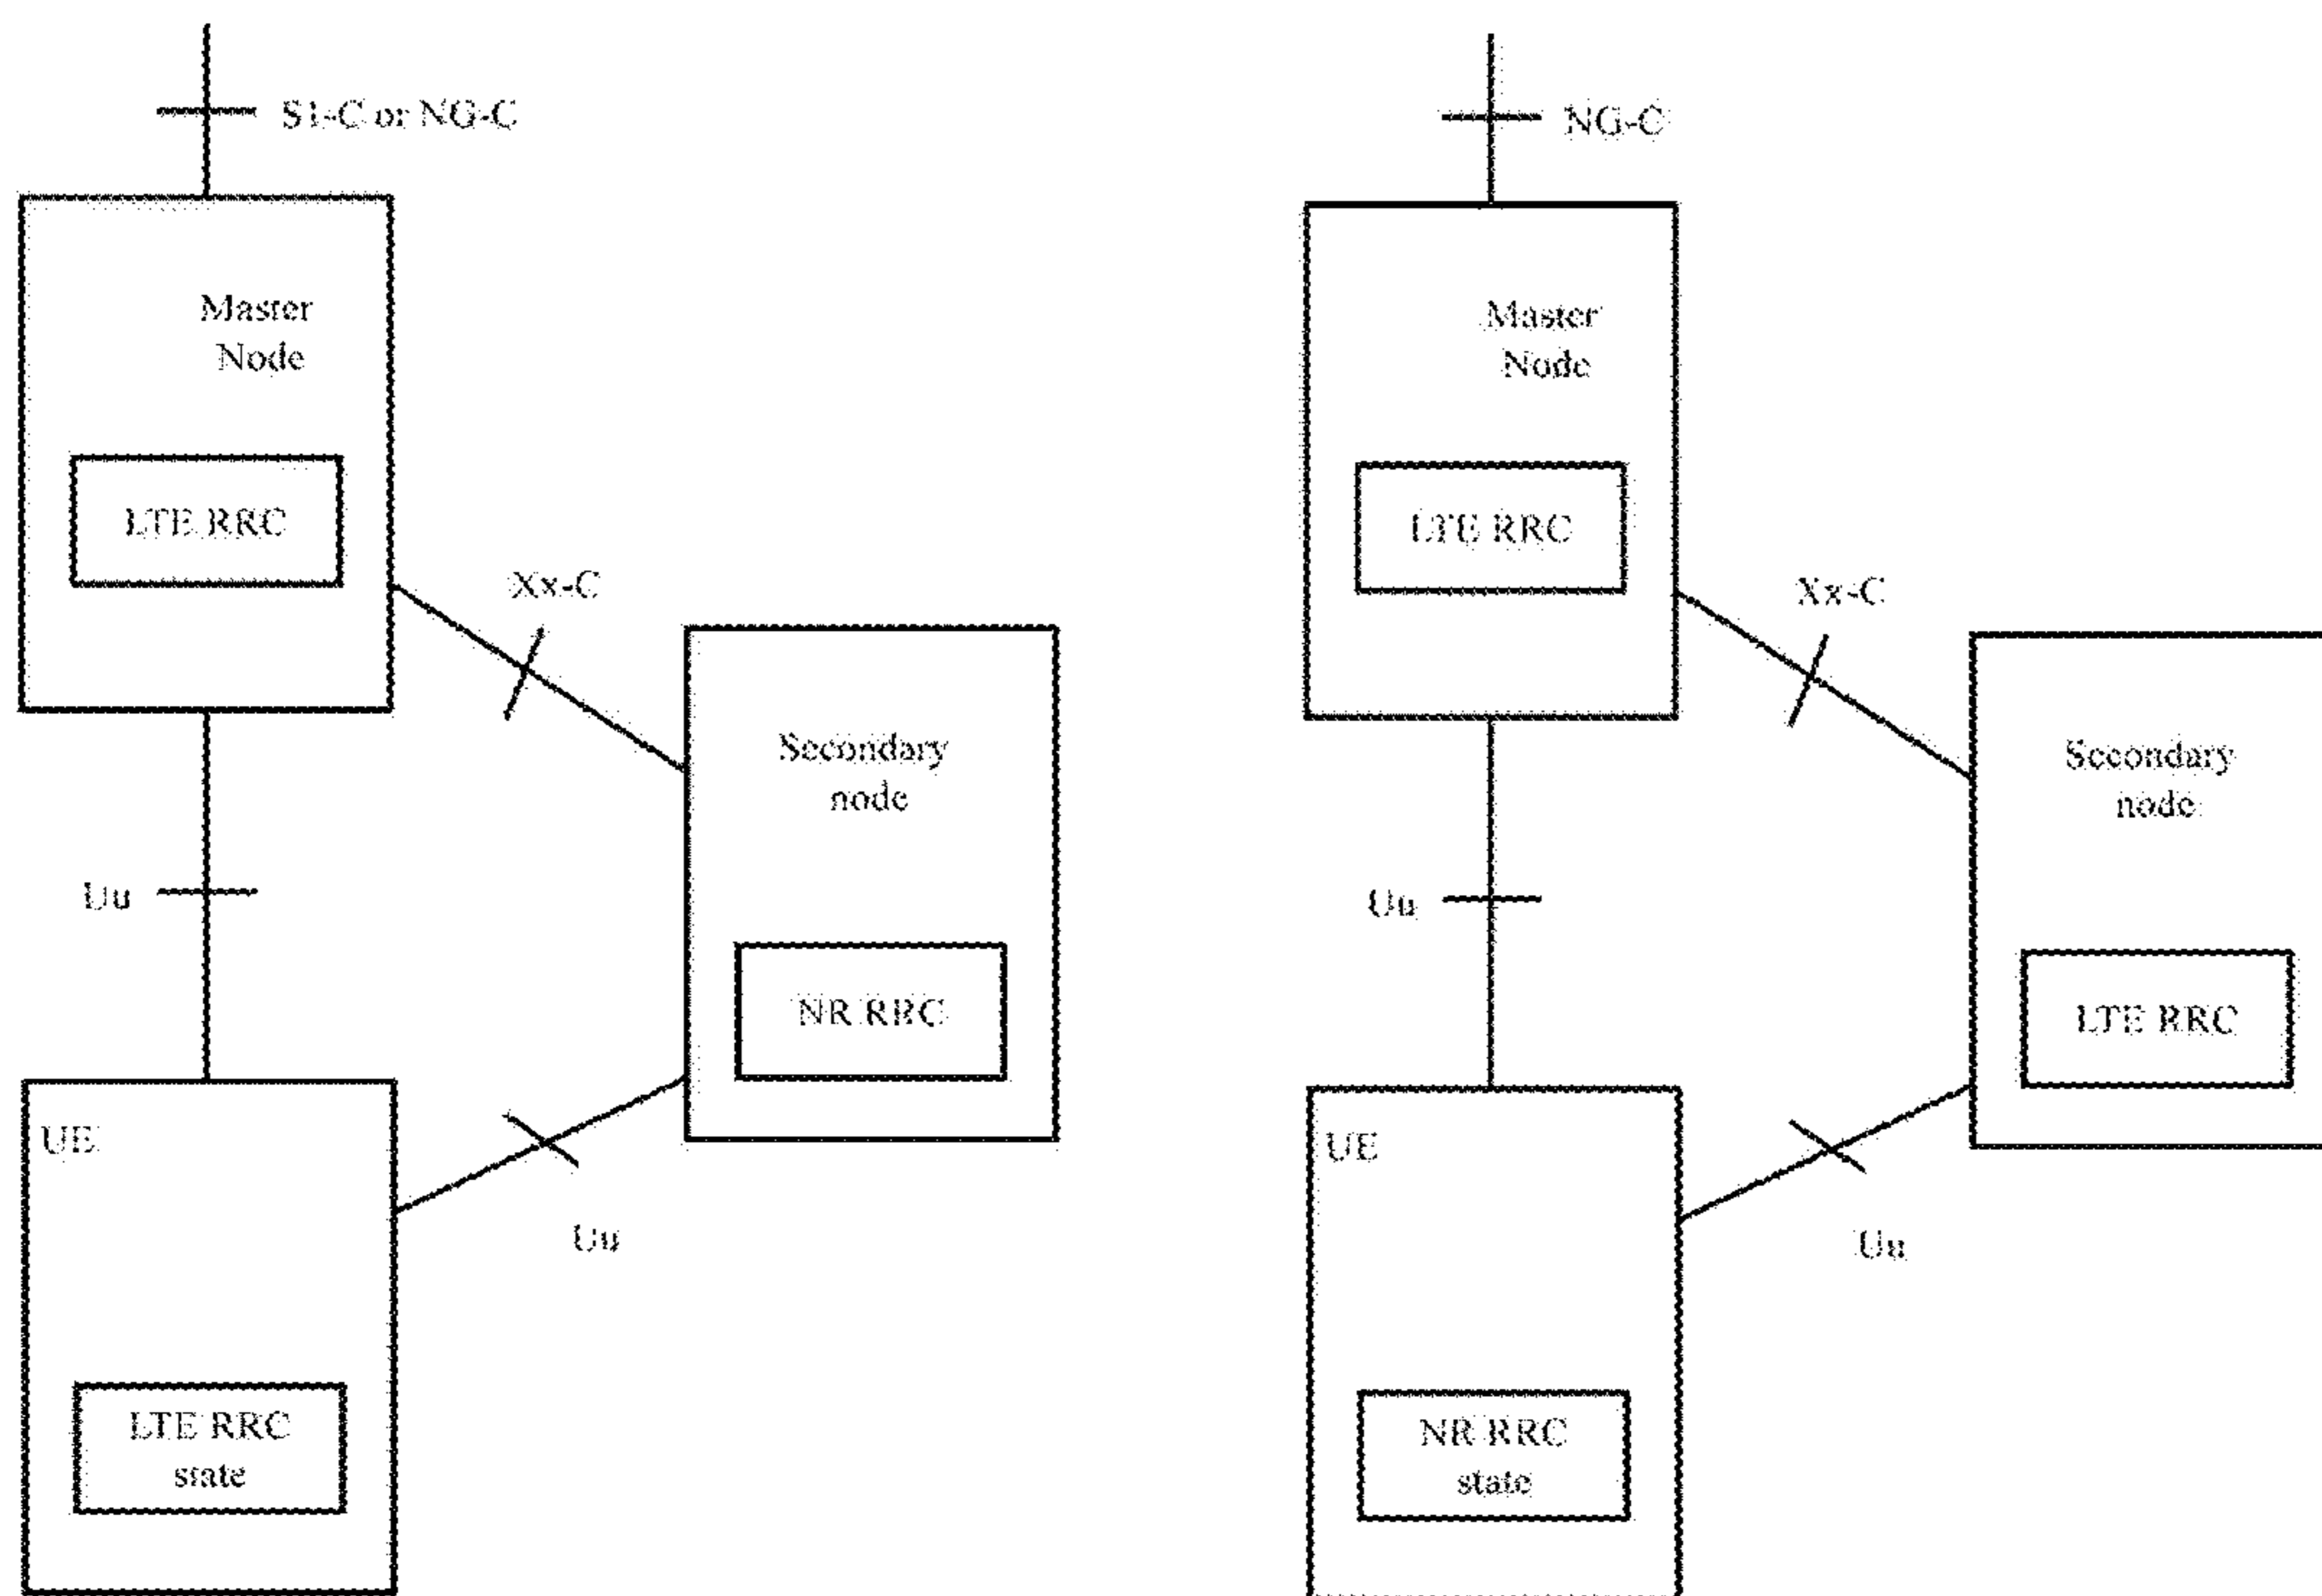 S1-C or NG-C
Master
Node
LTE RRC
Xx-C
Secondary
node
Uu
NR RRC
UE
Uu
LTE RRC
state
NG-C
Master
Node
LTE RRC
Xx-C
Secondary
node
Uu
LTE RRC
UE
Uu
NR RRC
state